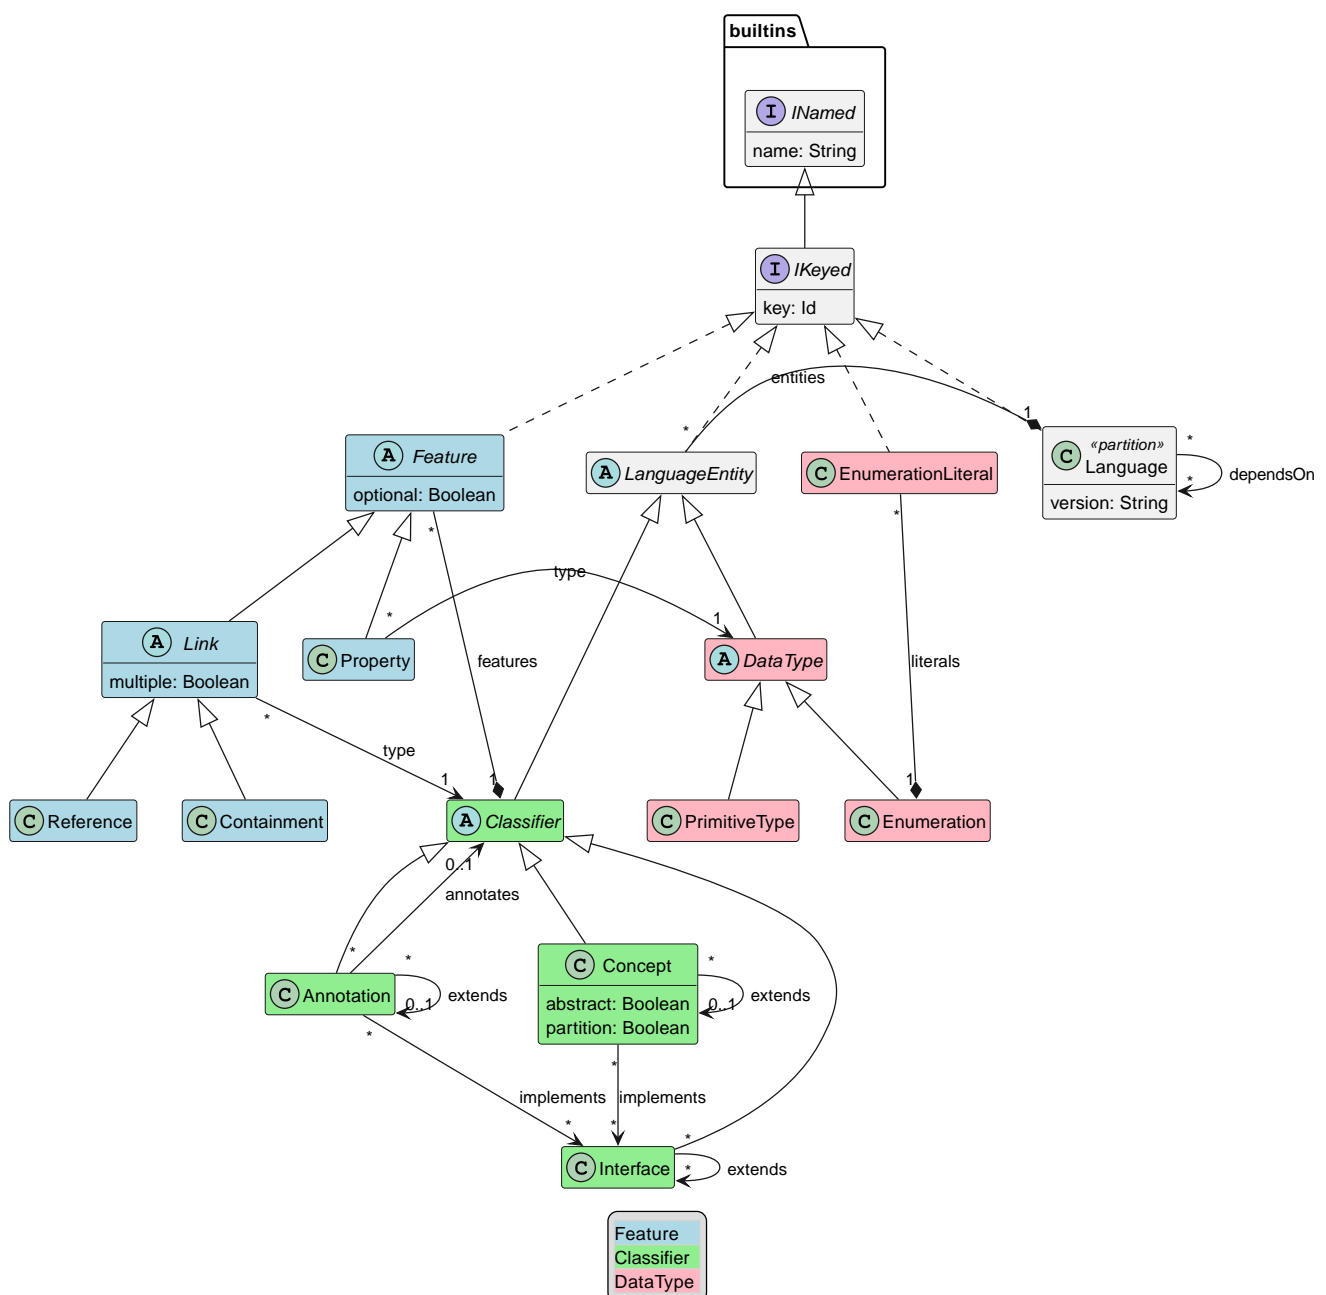 builtins
I INamed
name: String
I IKeyed
key: Id
entities
1
*
A Feature
optional: Boolean
A LanguageEntity
C EnumerationLiteral
«partition»
C Language
version: String
*
*
dependsOn
*
*
type
*
1
A Link
multiple: Boolean
C Property
features
A DataType
literals
*
type
1
1
1
C Reference
C Containment
A Classifier
C PrimitiveType
C Enumeration
0..1
annotates
*
C Annotation
*
0..1
extends
C Concept
abstract: Boolean
partition: Boolean
*
0..1
extends
*
*
implements
implements
*
*
*
C Interface
*
extends
Feature
Classifier
DataType